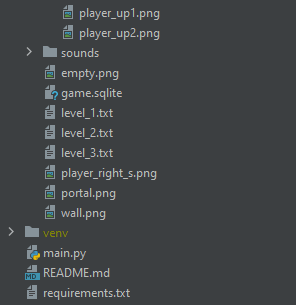 player_up1.png
player_up2.png
sounds
empty.png
game.sqlite
level_1.txt
level_2.txt
level_3.txt
player_right_s.png
portal.png
wall.png
venv
main.py
README.md
requirements.txt